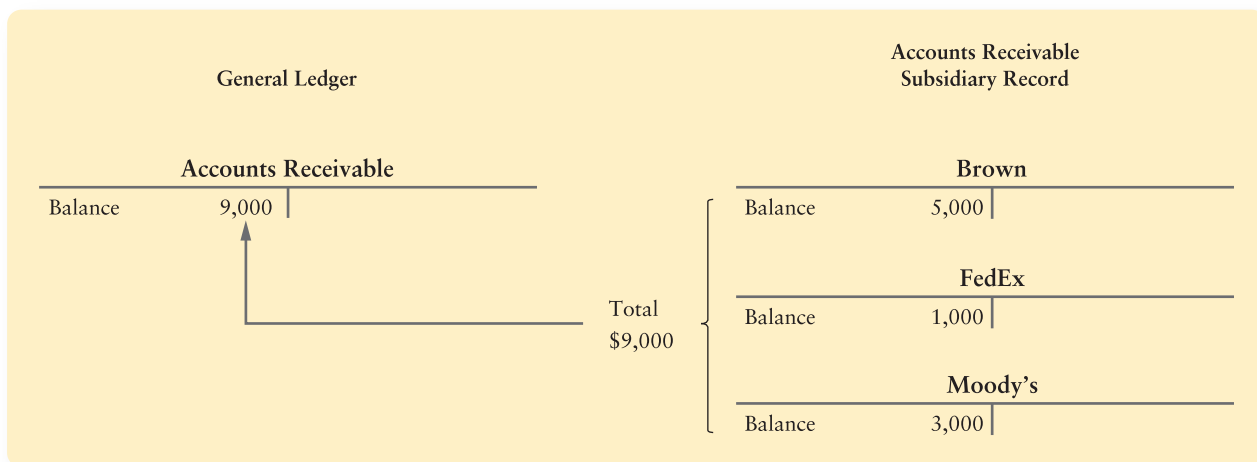 General Ledger
Accounts Receivable
Subsidiary Record
Accounts Receivable
Balance 9,000
Total
$9,000
Brown
Balance 5,000
FedEx
Balance 1,000
Moody’s
Balance 3,000